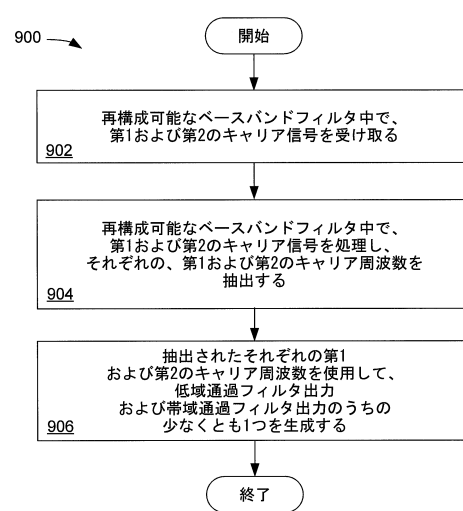 900
開始
再構成可能なベースバンドフィルタ中で、
第1および第2のキャリア信号を受け取る
902
再構成可能なベースバンドフィルタ中で、
第1および第2のキャリア信号を処理し、
それぞれの、第1および第2のキャリア周波数を
抽出する
904
抽出されたそれぞれの第1
および第2のキャリア周波数を使用して、
低域通過フィルタ出力
および帯域通過フィルタ出力のうちの
少なくとも1つを生成する
906
終了